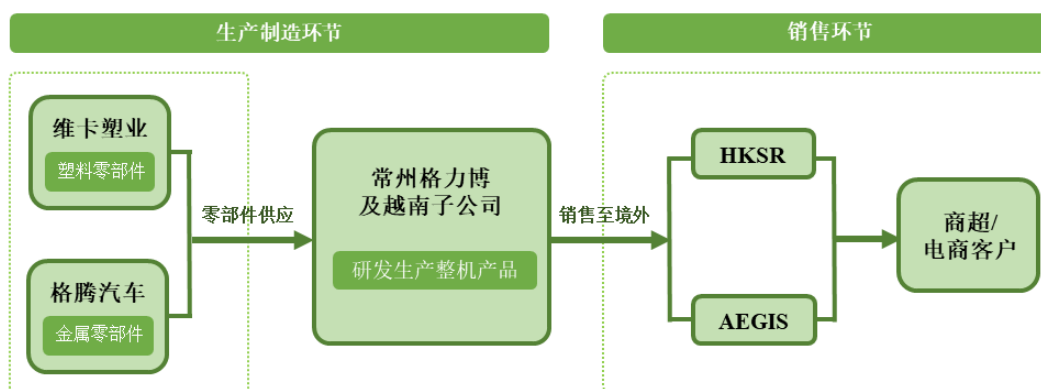 生产制造环节
销售环节
维卡塑业
塑料零部件
格腾汽车
金属零部件
零部件供应
常州格力博
及越南子公司
研发生产整机产品
销售至境外
HKSR
AEGIS
商超/
电商客户